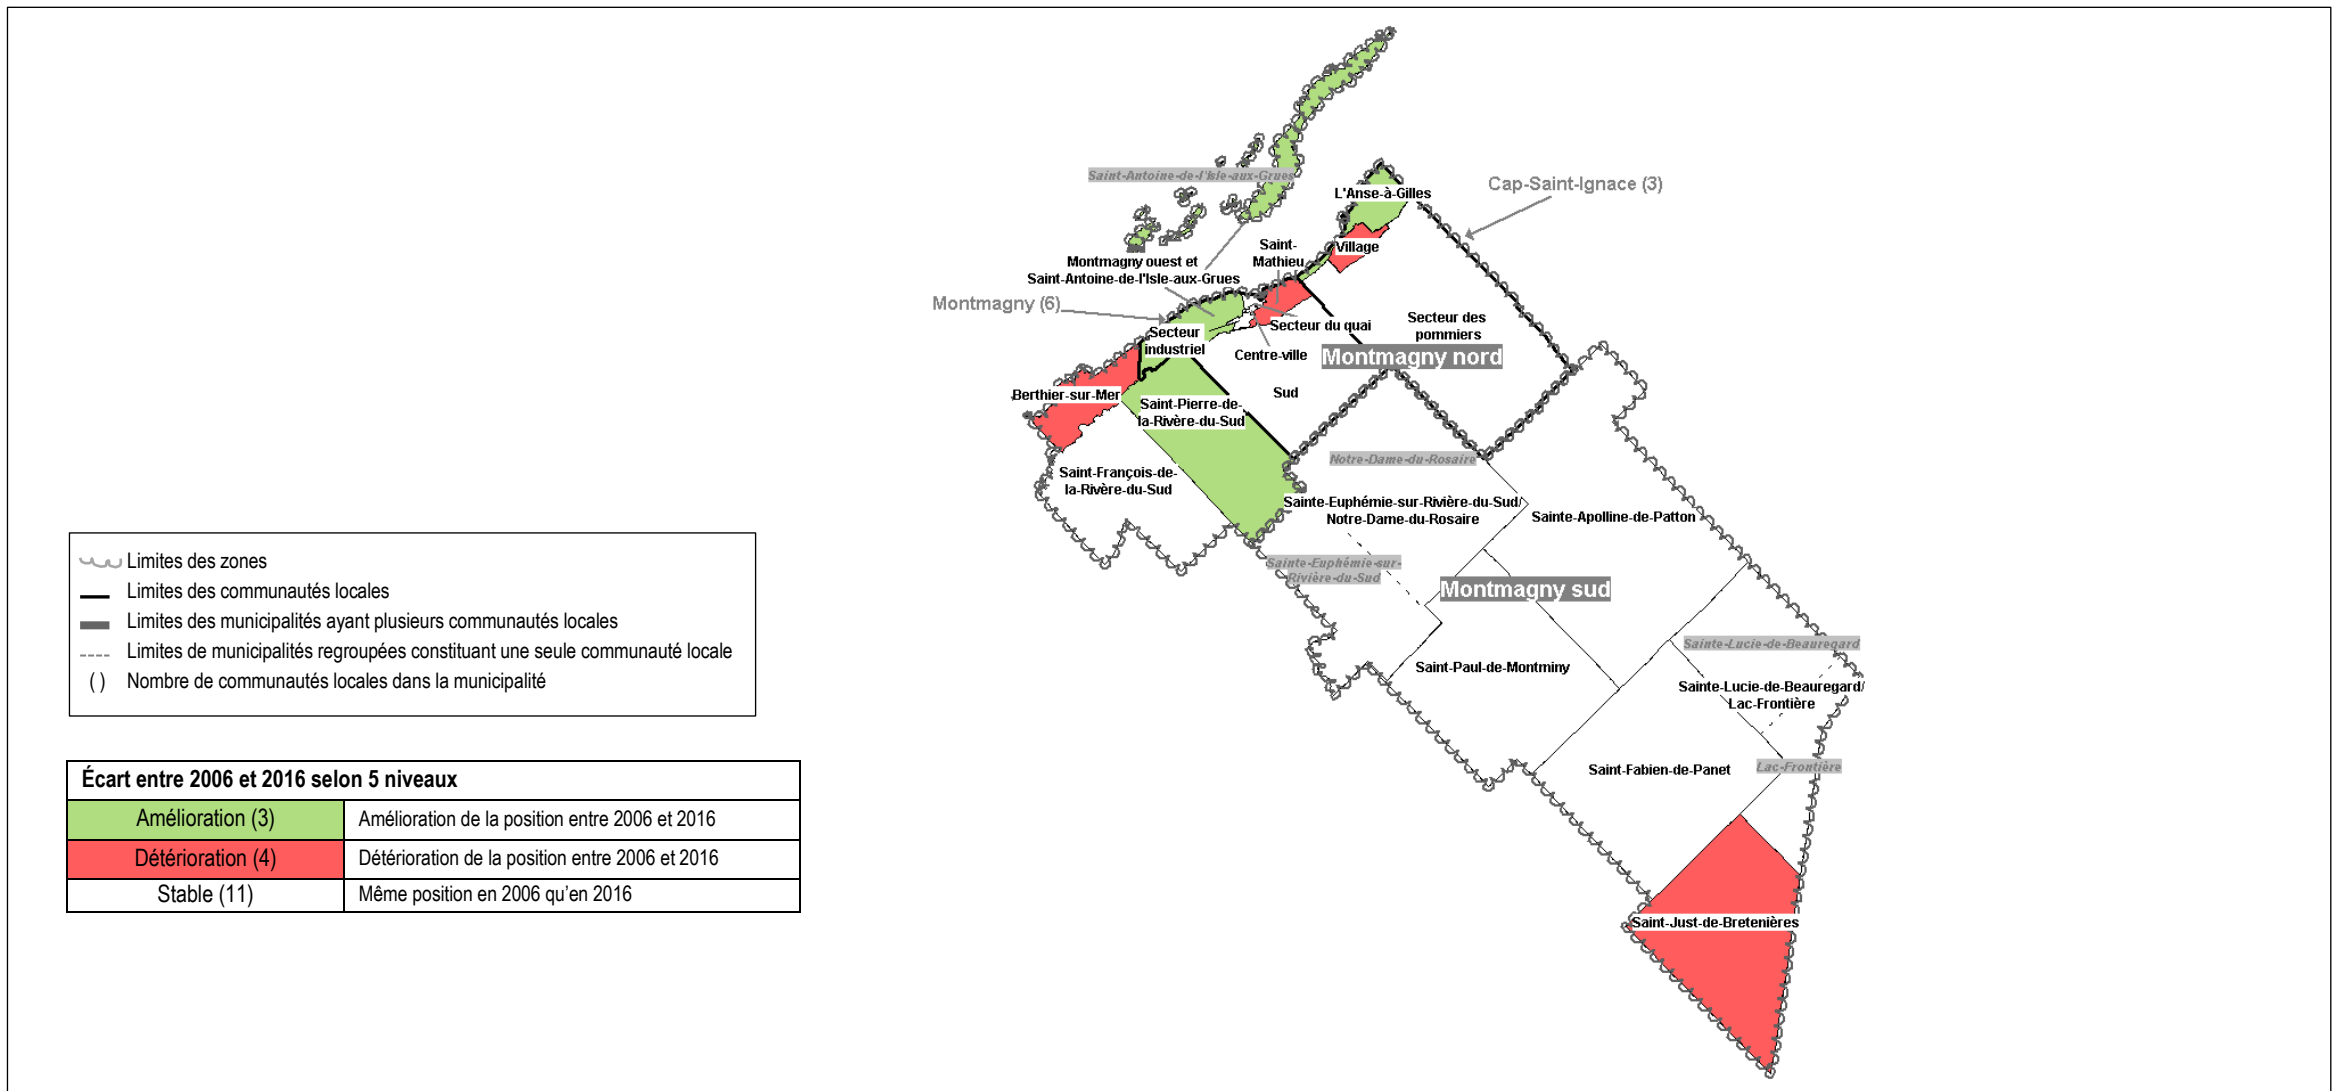 Saint-Antoine-de-l'Isle-aux-Grues
L'Anse-à-Gilles
Cap-Saint-Ignace (3)
Saint-
Mathieu
Village
Montmagny ouest et
Saint-Antoine-de-l'Isle-aux-Grues
Montmagny (6)
Secteur
industriel
Secteur du quai
Secteur des
pommiers
Centre-ville
Montmagny nord
Berthier-sur-Mer
Sud
Saint-Pierre-de-
la-Rivère-du-Sud
Notre-Dame-du-Rosaire
Saint-François-de-
la-Rivère-du-Sud
Sainte-Euphémie-sur-Rivière-du-Sud/
Notre-Dame-du-Rosaire
Sainte-Apolline-de-Patton
Sainte-Euphémie-sur-
Rivière-du-Sud
Montmagny sud
Sainte-Lucie-de-Beauregard
Saint-Paul-de-Montminy
Sainte-Lucie-de-Beauregard/
Lac-Frontière
Saint-Fabien-de-Panet
Lac-Frontière
Saint-Just-de-Bretenières
Limites des zones
Limites des communautés locales
Limites des municipalités ayant plusieurs communautés locales
Limites de municipalités regroupées constituant une seule communauté locale
( ) Nombre de communautés locales dans la municipalité
Écart entre 2006 et 2016 selon 5 niveaux
Amélioration (3) Amélioration de la position entre 2006 et 2016
Détérioration (4) Détérioration de la position entre 2006 et 2016
Stable (11) Même position en 2006 qu'en 2016